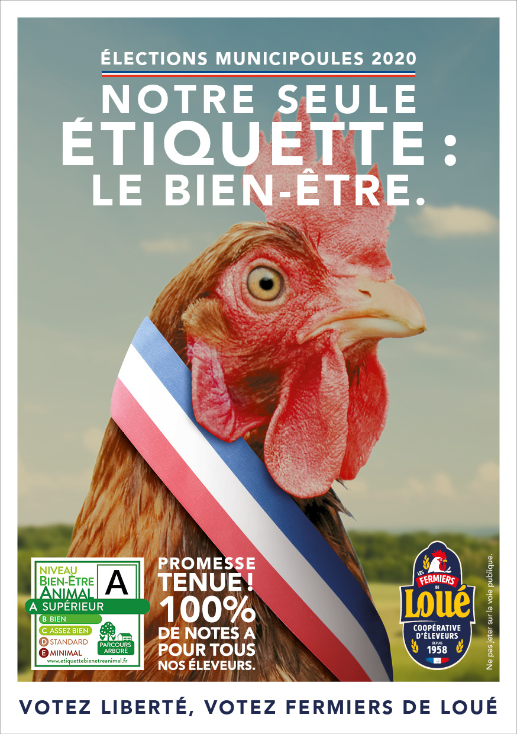 ÉLECTIONS MUNICIPOULES 2020
NOTRE SEULE
ÉTIQUETTE :
LE BIEN-ÊTRE.
NIVEAU
BIEN-ÊTRE
ANIMAL
A
A SUPÉRIEUR
B BIEN
C ASSEZ BIEN
D STANDARD
E MINIMAL
PARCOURS
ARBORÉ
www.etiquettebienetreanimal.fr
PROMESSE
TENUE !
100%
DE NOTES A
POUR TOUS
NOS ÉLEVEURS.
LES
FERMIERS
DE
Loué
COOPÉRATIVE
D'ÉLEVEURS
DEPUIS
1958
Ne pas jeter sur la voie publique.
VOTEZ LIBERTÉ, VOTEZ FERMIERS DE LOUÉ